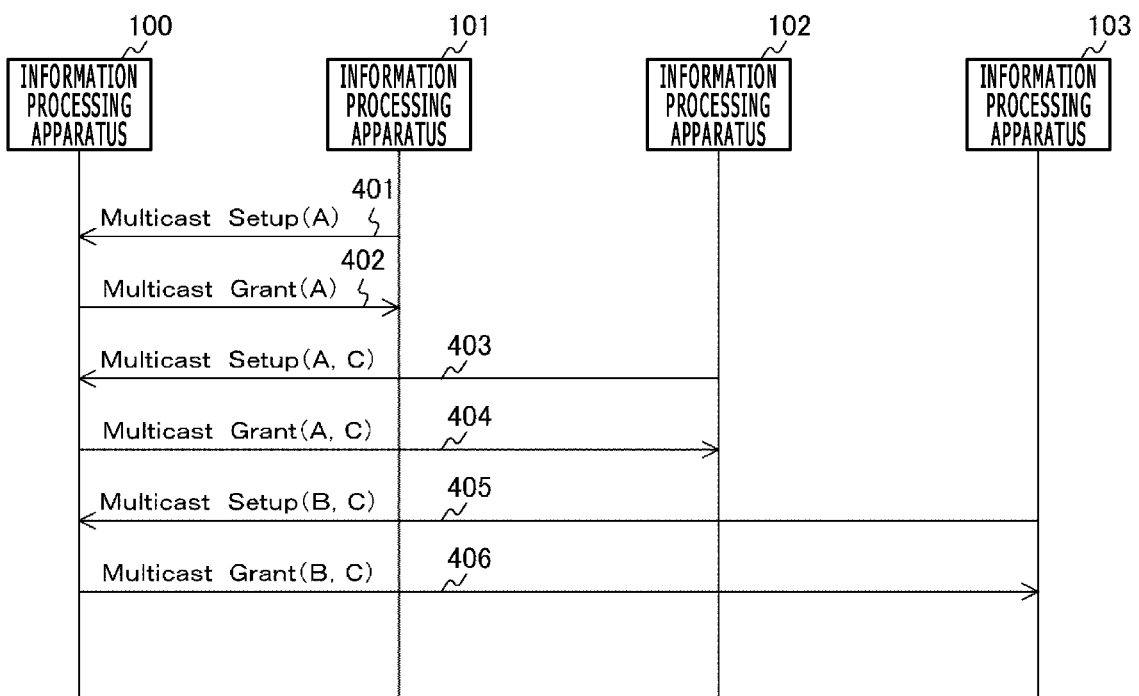 100
101
102
103
INFORMATION
PROCESSING
APPARATUS
INFORMATION
PROCESSING
APPARATUS
INFORMATION
PROCESSING
APPARATUS
INFORMATION
PROCESSING
APPARATUS
401
Multicast Setup(A)
402
Multicast Grant(A)
403
Multicast Setup(A, C)
404
Multicast Grant(A, C)
405
Multicast Setup(B, C)
406
Multicast Grant(B, C)